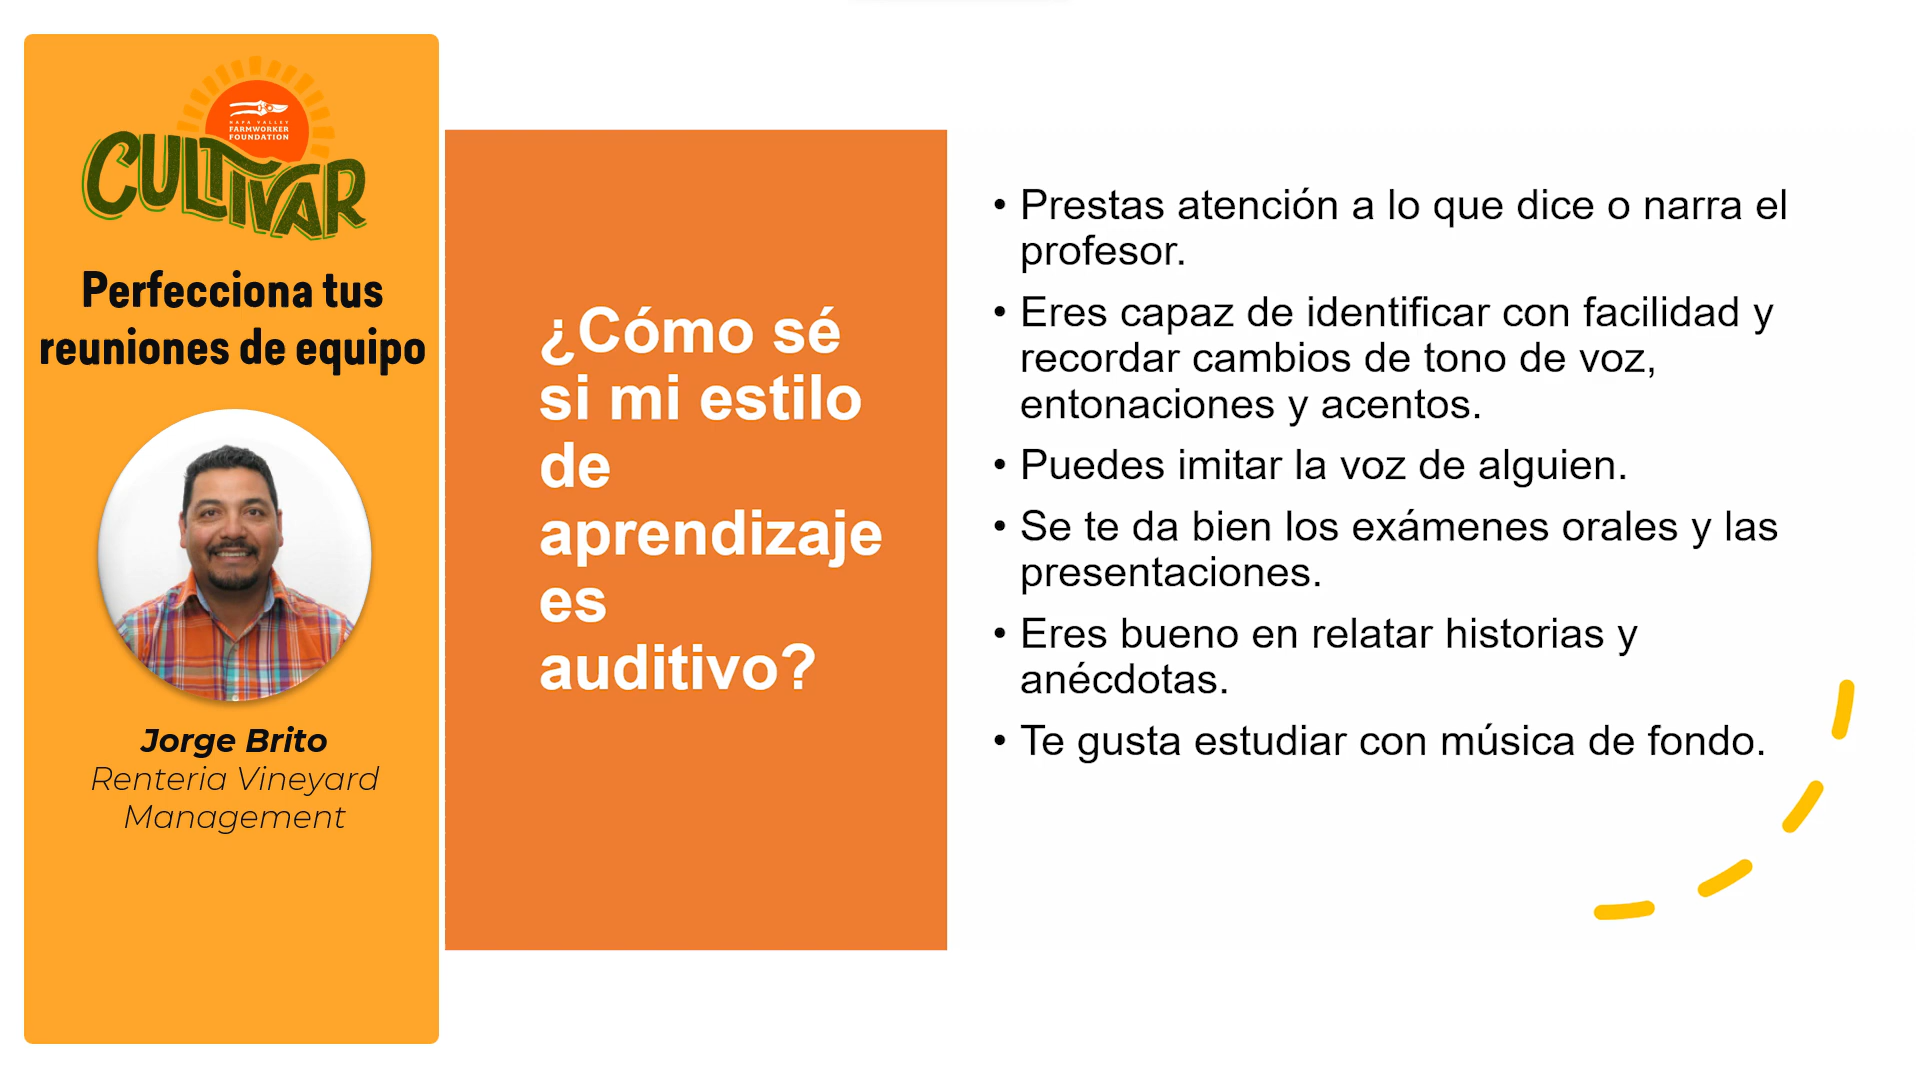 NAPA VALLEY
FARMWORKER
FOUNDATION
CULTIVAR
Perfecciona tus
reuniones de equipo
Jorge Brito
Renteria Vineyard
Management
¿Cómo sé
si mi estilo
de
aprendizaje
es
auditivo?
• Prestas atención a lo que dice o narra el
profesor.
• Eres capaz de identificar con facilidad y
recordar cambios de tono de voz,
entonaciones y acentos.
• Puedes imitar la voz de alguien.
• Se te da bien los exámenes orales y las
presentaciones.
• Eres bueno en relatar historias y
anécdotas.
• Te gusta estudiar con música de fondo.